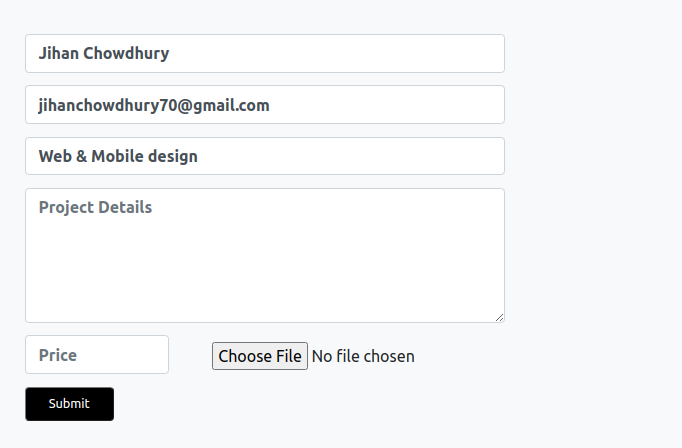 Jihan Chowdhury
jihanchowdhury70@gmail.com
Web & Mobile design
Project Details
Price Choose File No file chosen
Submit